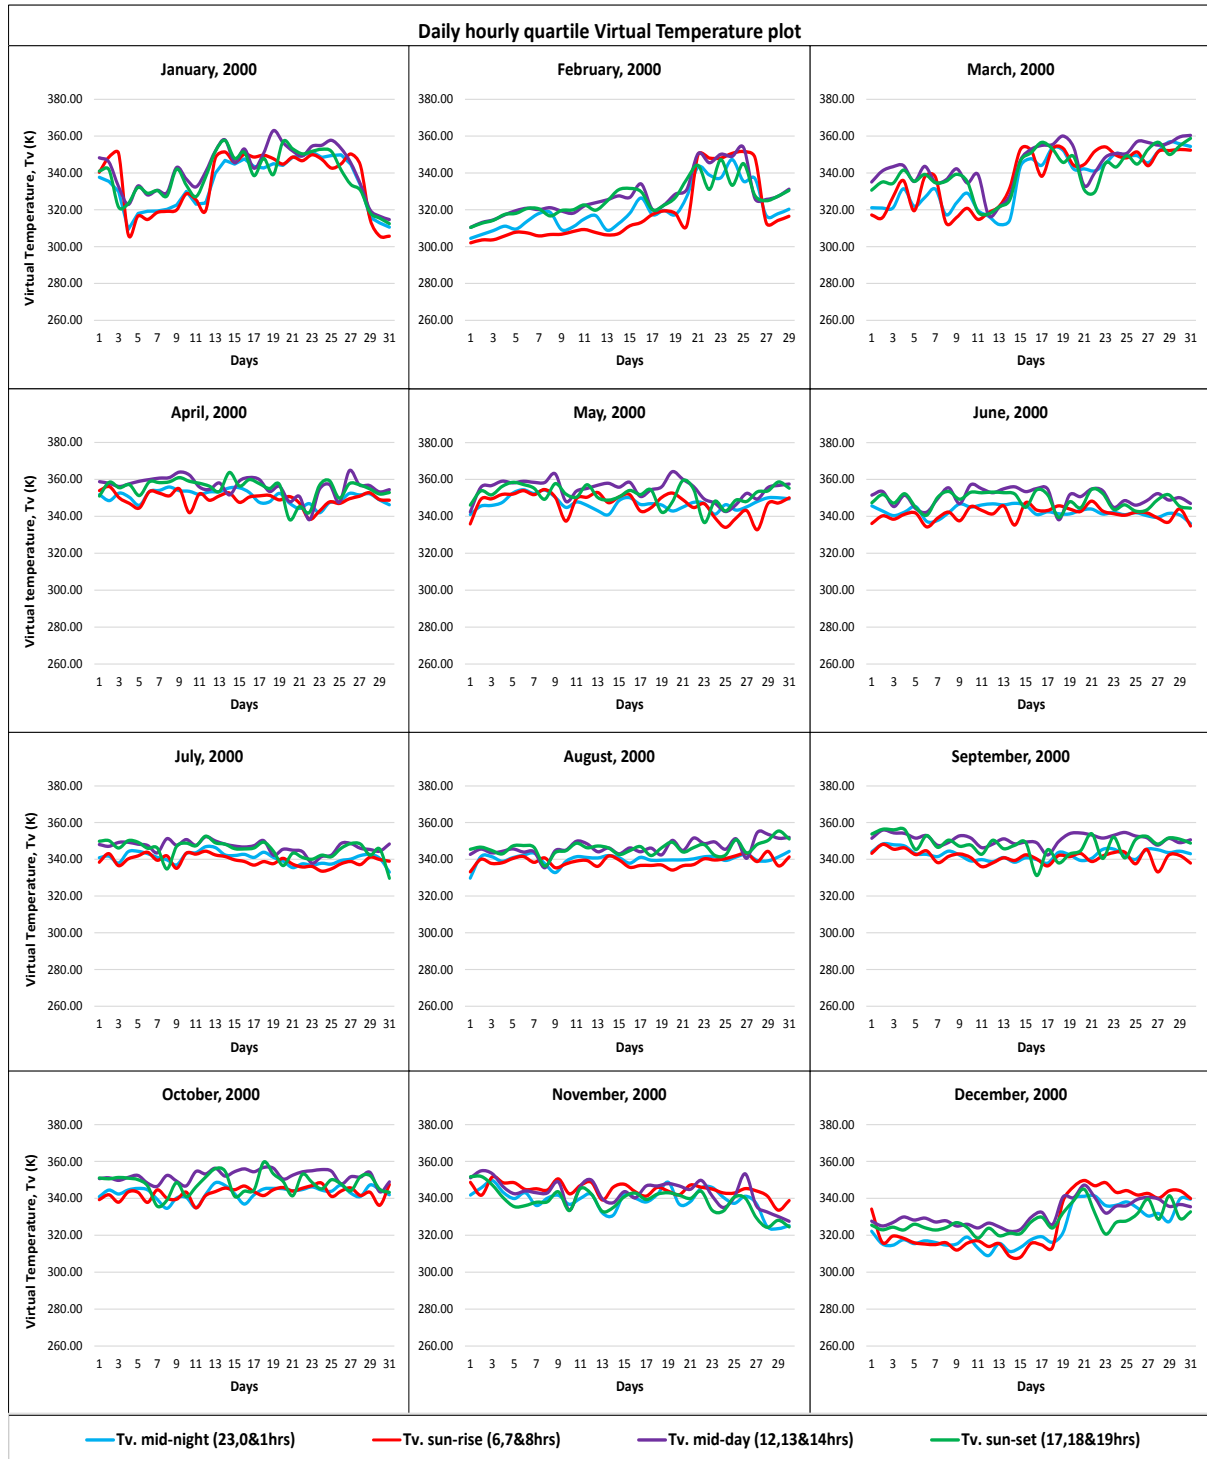 Daily hourly quartile Virtual Temperature plot
January, 2000
Virtual Temperature, Tv (K)
380.00
360.00
340.00
320.00
300.00
280.00
260.00
1 3 5 7 9 11 13 15 17 19 21 23 25 27 29 31
Days
February, 2000
380.00
360.00
340.00
320.00
300.00
280.00
260.00
1 3 5 7 9 11 13 15 17 19 21 23 25 27 29
Days
March, 2000
380.00
360.00
340.00
320.00
300.00
280.00
260.00
1 3 5 7 9 11 13 15 17 19 21 23 25 27 29 31
Days
April, 2000
Virtual temperature, Tv (K)
380.00
360.00
340.00
320.00
300.00
280.00
260.00
1 3 5 7 9 11 13 15 17 19 21 23 25 27 29
Days
May, 2000
380.00
360.00
340.00
320.00
300.00
280.00
260.00
1 3 5 7 9 11 13 15 17 19 21 23 25 27 29 31
Days
June, 2000
380.00
360.00
340.00
320.00
300.00
280.00
260.00
1 3 5 7 9 11 13 15 17 19 21 23 25 27 29
Days
July, 2000
Virtual Temperature, Tv (K)
380.00
360.00
340.00
320.00
300.00
280.00
260.00
1 3 5 7 9 11 13 15 17 19 21 23 25 27 29 31
Days
August, 2000
380.00
360.00
340.00
320.00
300.00
280.00
260.00
1 3 5 7 9 11 13 15 17 19 21 23 25 27 29 31
Days
September, 2000
380.00
360.00
340.00
320.00
300.00
280.00
260.00
1 3 5 7 9 11 13 15 17 19 21 23 25 27 29
Days
October, 2000
Virtual Temperature, Tv (K)
380.00
360.00
340.00
320.00
300.00
280.00
260.00
1 3 5 7 9 11 13 15 17 19 21 23 25 27 29 31
Days
November, 2000
380.00
360.00
340.00
320.00
300.00
280.00
260.00
1 3 5 7 9 11 13 15 17 19 21 23 25 27 29
Days
December, 2000
380.00
360.00
340.00
320.00
300.00
280.00
260.00
1 3 5 7 9 11 13 15 17 19 21 23 25 27 29 31
Days
Tv. mid-night (23,0&1hrs) Tv. sun-rise (6,7&8hrs) Tv. mid-day (12,13&14hrs) Tv. sun-set (17,18&19hrs)